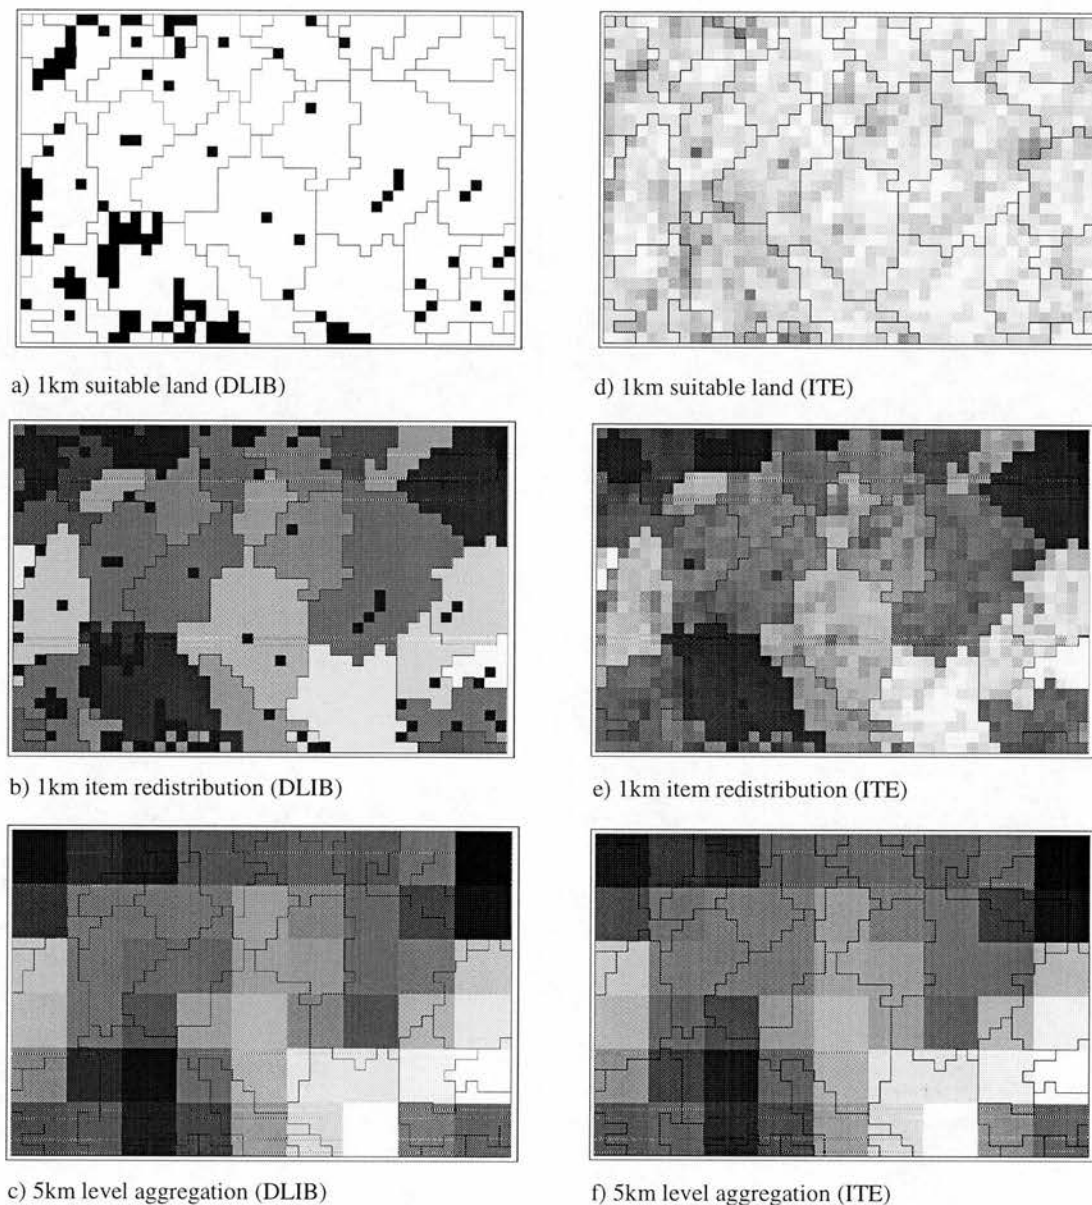 a) 1km suitable land (DLIB)
d) 1km suitable land (ITE)
b) 1km item redistribution (DLIB)
e) 1km item redistribution (ITE)
c) 5km level aggregation (DLIB)
f) 5km level aggregation (ITE)